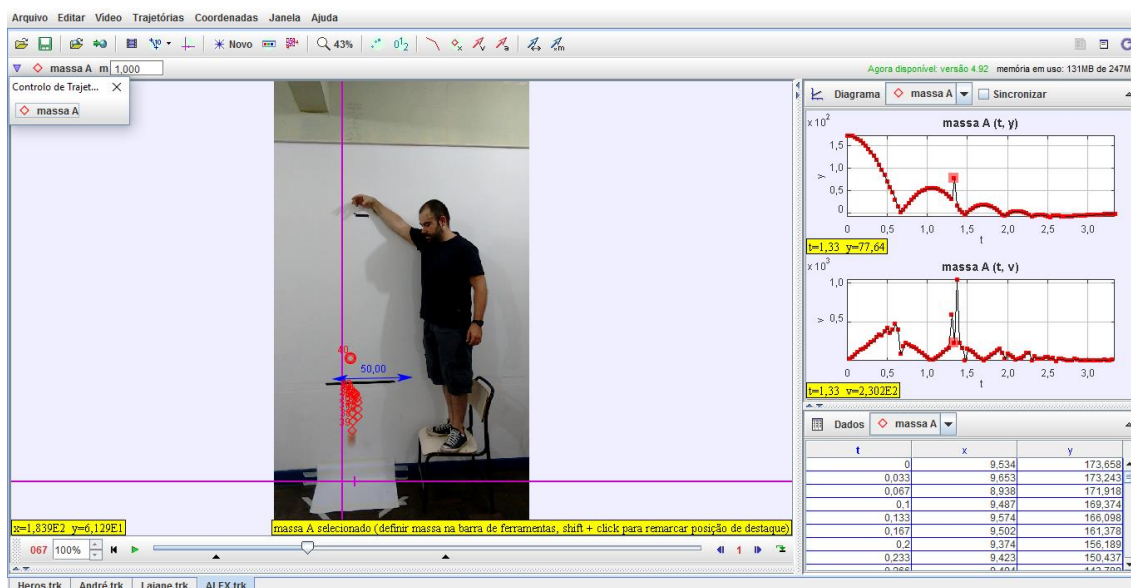 Arquivo Editar Video Trajetórias Coordenadas Janela Ajuda
Novo 43%
massa A m 1,000
Agora disponível: versão 4.92 memória em uso: 131MB de 247M
Controlo de Trajet... X
massa A
50,00
40
39
x=1,839E2 y=6,129E1
massa A selecionado (definir massa na barra de ferramentas, shift + click para remarcar posição de destaque)
067 100% 1
Heros.trk André.trk Laiane.trk ALEX.trk
Diagrama massa A Sincronizar
x 10²
massa A (t, y)
1,5
1,0
y
0,5
0
0 0,5 1,0 1,5 2,0 2,5 3,0
t
t=1,33 y=77,64
x 10³
massa A (t, v)
1,0
v
0,5
0 0,5 1,0 1,5 2,0 2,5 3,0
t
t=1,33 v=2,302E2
Dados massa A
t x y
0 9,534 173,658
0,033 9,653 173,243
0,067 8,938 171,918
0,1 9,487 169,374
0,133 9,574 166,098
0,167 9,502 161,378
0,2 9,374 156,189
0,233 9,423 150,437